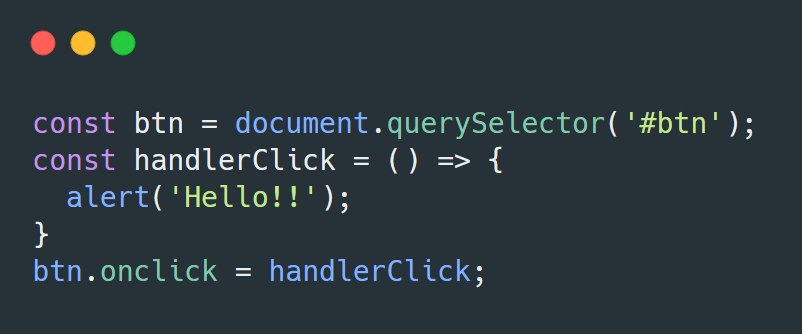 const btn = document.querySelector('#btn');
const handlerClick = () => {
  alert('Hello!!');
}
btn.onclick = handlerClick;